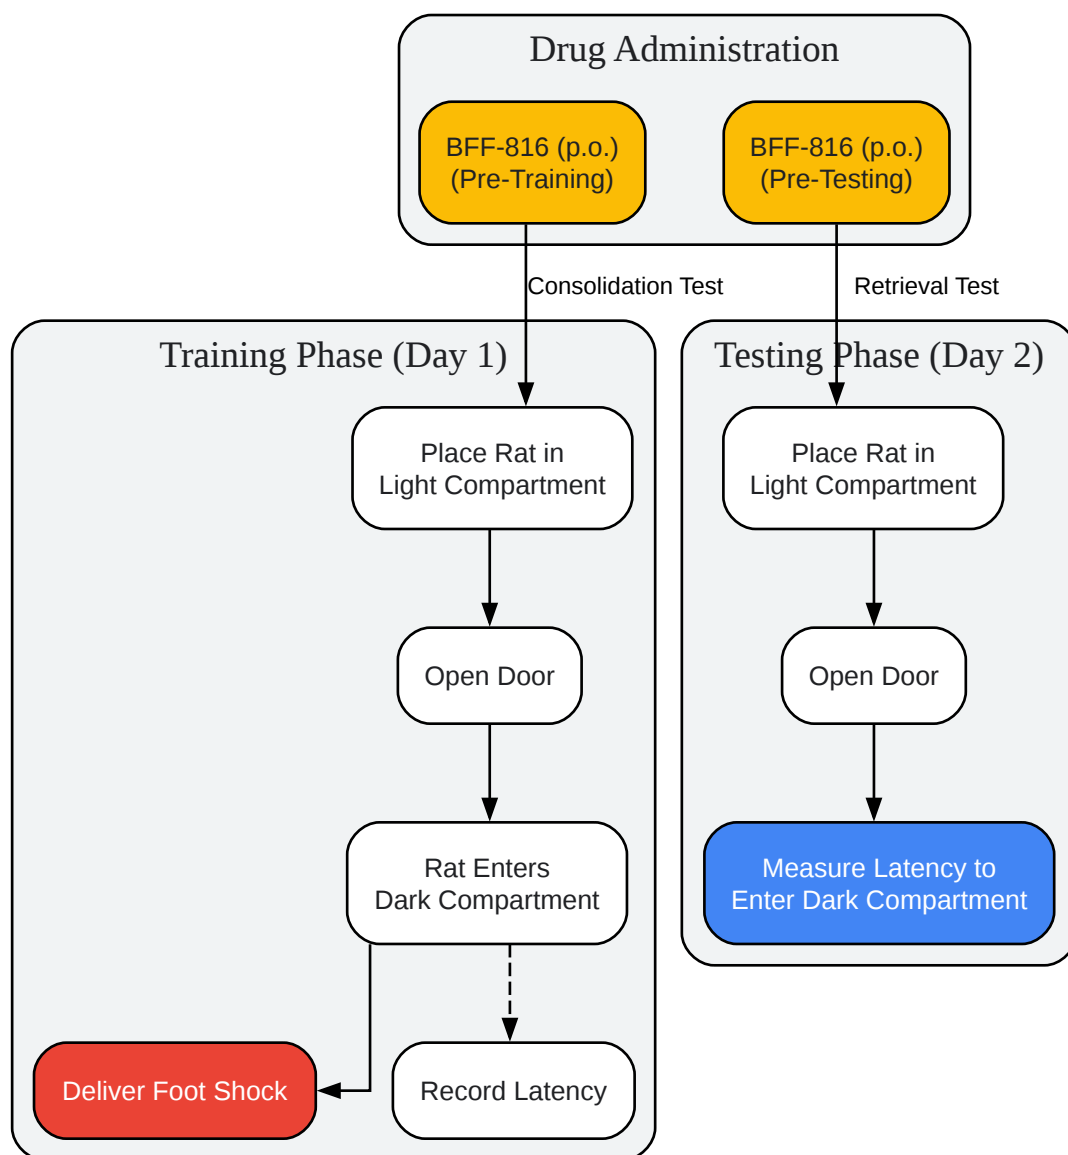 Drug Administration
BFF-816 (p.o.)
(Pre-Training)
BFF-816 (p.o.)
(Pre-Testing)
Consolidation Test
Retrieval Test
Training Phase (Day 1)
Place Rat in
Light Compartment
Open Door
Rat Enters
Dark Compartment
Deliver Foot Shock
Record Latency
Testing Phase (Day 2)
Place Rat in
Light Compartment
Open Door
Measure Latency to
Enter Dark Compartment